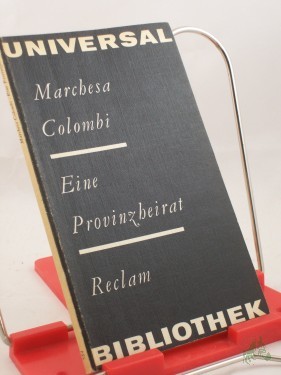 UNIVERSAL
Marchesa
Colombi
Eine
Provinzheirat
Reclam
BIBLIOTHEK